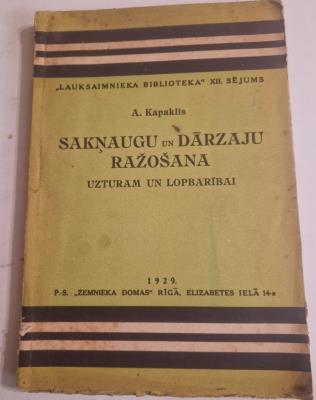 „LAUKSAIMNIEKA BIBLIOTEKA" XII. SĒJUMS
A. Kapaklis
SAKŅAUGU UN DĀRZAJU
RAŽOŠANA
UZTURAM UN LOPBARĪBAI
1929.
P.-S. „ZEMNIEKA DOMAS" RĪGĀ, ELIZABETES IELĀ 14-a